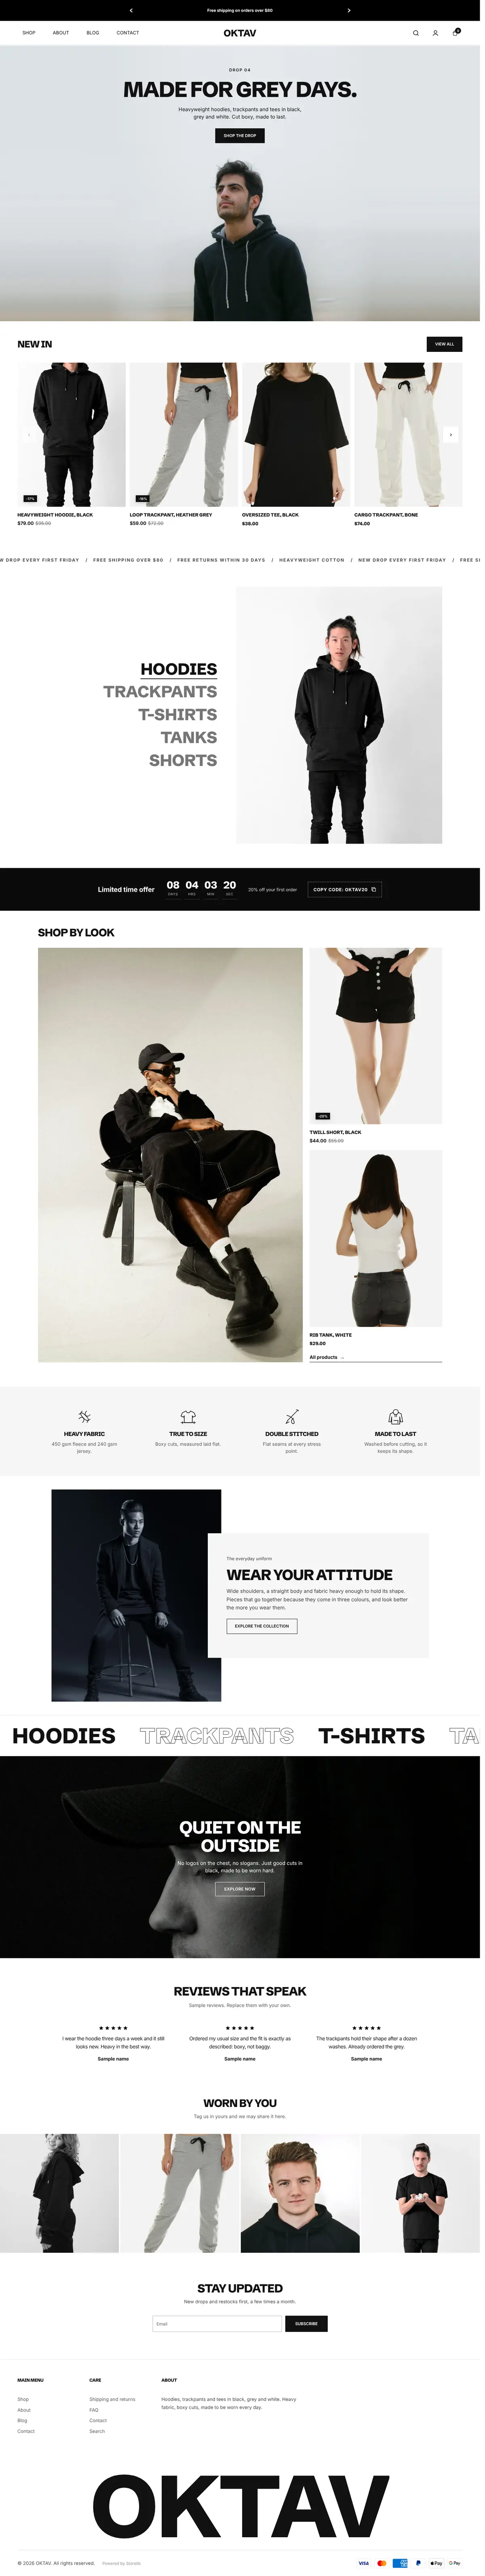 Free shipping on orders over $80
SHOP ABOUT BLOG CONTACT
OKTAV
0
DROP 04
MADE FOR GREY DAYS.
Heavyweight hoodies, trackpants and tees in black,
grey and white. Cut boxy, made to last.
SHOP THE DROP
NEW IN
VIEW ALL
-17%
HEAVYWEIGHT HOODIE, BLACK
$79.00 $95.00
-18%
LOOP TRACKPANT, HEATHER GREY
$59.00 $72.00
OVERSIZED TEE, BLACK
$38.00
CARGO TRACKPANT, BONE
$74.00
W DROP EVERY FIRST FRIDAY / FREE SHIPPING OVER $80 / FREE RETURNS WITHIN 30 DAYS / HEAVYWEIGHT COTTON / NEW DROP EVERY FIRST FRIDAY / FREE S
HOODIES
TRACKPANTS
T-SHIRTS
TANKS
SHORTS
Limited time offer
08 04 03 20
DAYS HRS MIN SEC
20% off your first order
COPY CODE: OKTAV20
SHOP BY LOOK
-20%
TWILL SHORT, BLACK
$44.00 $55.00
RIB TANK, WHITE
$29.00
All products →
HEAVY FABRIC
450 gsm fleece and 240 gsm
jersey.
TRUE TO SIZE
Boxy cuts, measured laid flat.
DOUBLE STITCHED
Flat seams at every stress
point.
MADE TO LAST
Washed before cutting, so it
keeps its shape.
The everyday uniform
WEAR YOUR ATTITUDE
Wide shoulders, a straight body and fabric heavy enough to hold its shape.
Pieces that go together because they come in three colours, and look better
the more you wear them.
EXPLORE THE COLLECTION
HOODIES TRACKPANTS T-SHIRTS TA
QUIET ON THE
OUTSIDE
No logos on the chest, no slogans. Just good cuts in
black, made to be worn hard.
EXPLORE NOW
REVIEWS THAT SPEAK
Sample reviews. Replace them with your own.
★★★★★
I wear the hoodie three days a week and it still
looks new. Heavy in the best way.
Sample name
★★★★★
Ordered my usual size and the fit is exactly as
described: boxy, not baggy.
Sample name
★★★★★
The trackpants hold their shape after a dozen
washes. Already ordered the grey.
Sample name
WORN BY YOU
Tag us in yours and we may share it here.
STAY UPDATED
New drops and restocks first, a few times a month.
Email
SUBSCRIBE
MAIN MENU
Shop
About
Blog
Contact
CARE
Shipping and returns
FAQ
Contact
Search
ABOUT
Hoodies, trackpants and tees in black, grey and white. Heavy
fabric, boxy cuts, made to be worn every day.
OKTAV
© 2026 OKTAV. All rights reserved.
VISA
Pay
G Pay